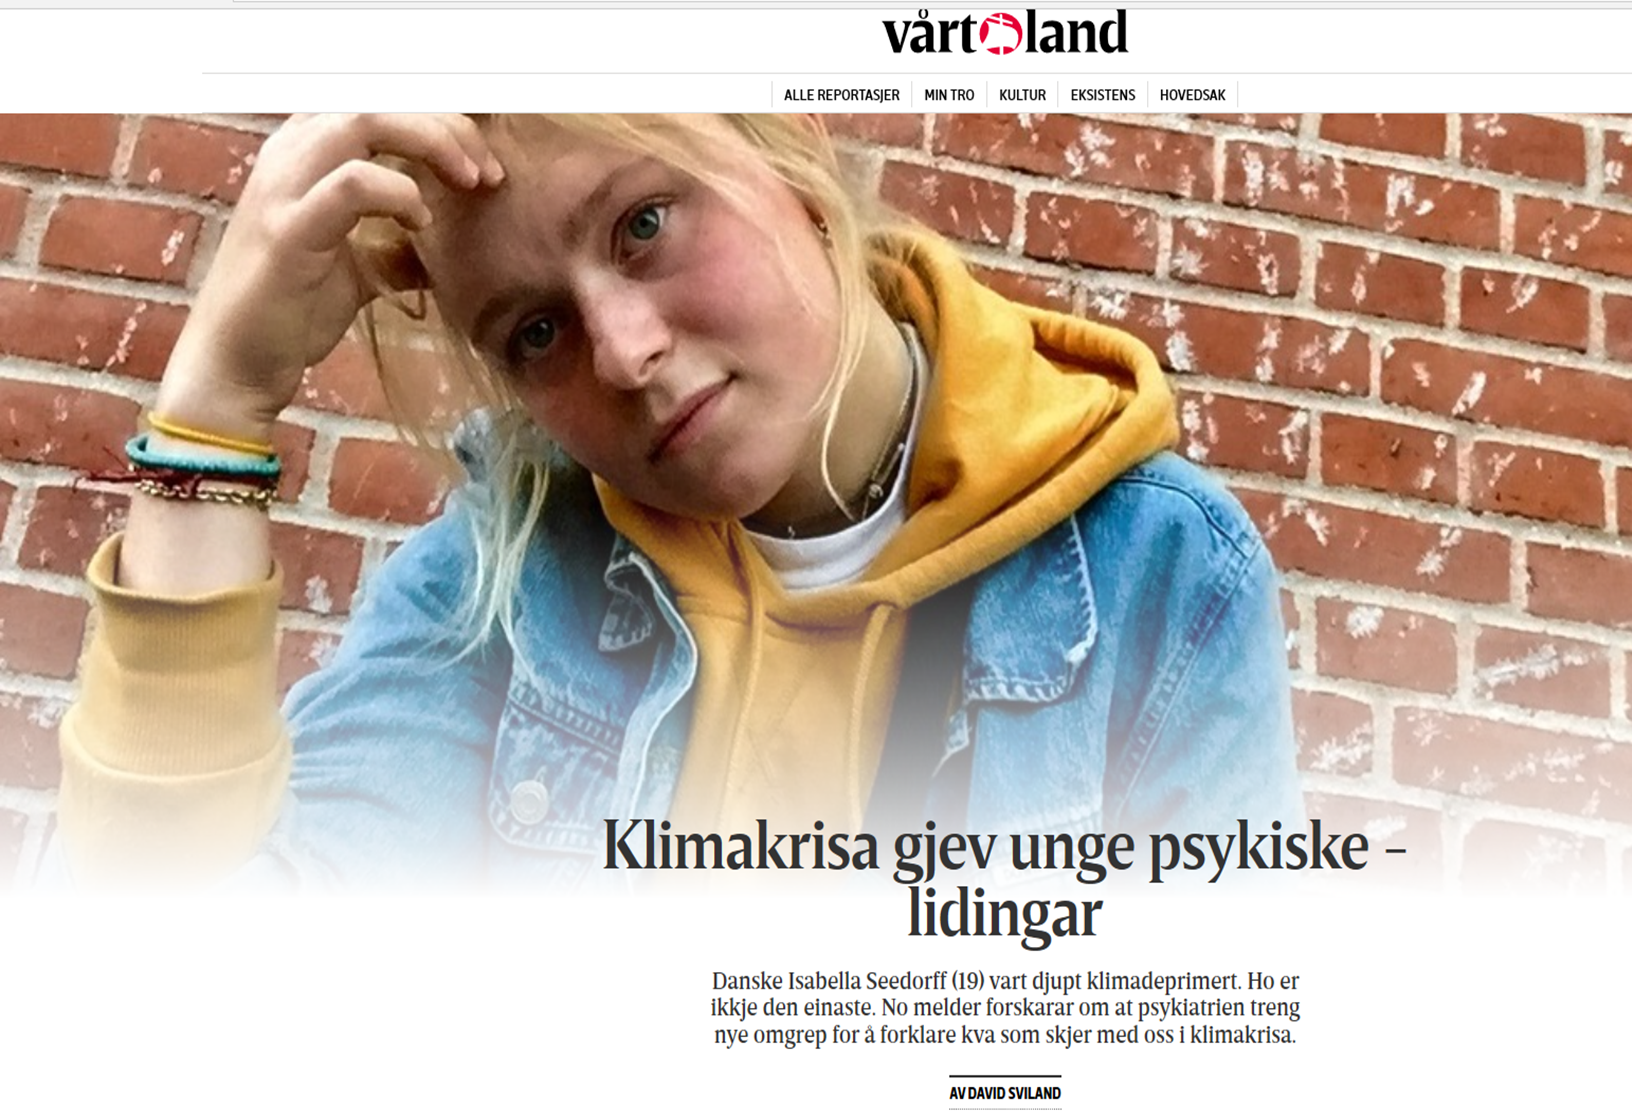 vårt land
ALLE REPORTASJER
MIN TRO
KULTUR
EKSISTENS
HOVEDSAK
Klimakrisa gjev unge psykiske –
lidingar
Danske Isabella Seedorff (19) vart djupt klimadeprimert. Ho er
ikkje den einaste. No melder forskarar om at psykiatrien treng
nye omgrep for å forklare kva som skjer med oss i klimakrisa.
AV DAVID SVILAND